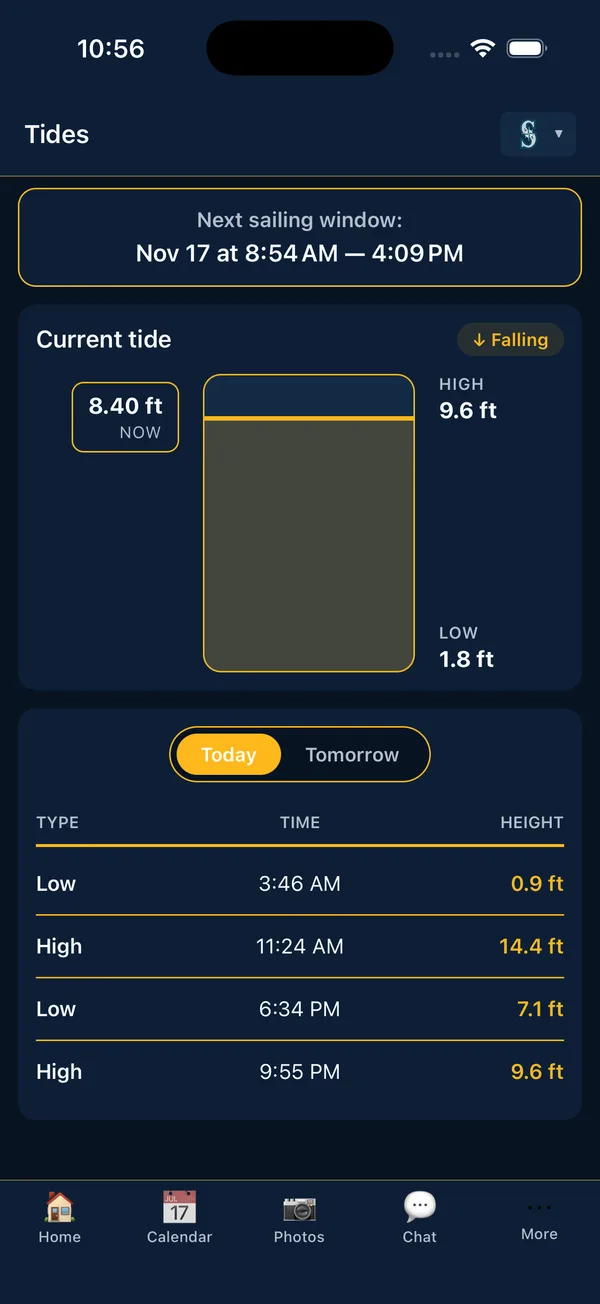 10:56
Tides
▼
Next sailing window:
Nov 17 at 8:54 AM — 4:09 PM
Current tide
↓ Falling
8.40 ft
NOW
HIGH
9.6 ft
LOW
1.8 ft
Today Tomorrow
TYPE TIME HEIGHT
Low 3:46 AM 0.9 ft
High 11:24 AM 14.4 ft
Low 6:34 PM 7.1 ft
High 9:55 PM 9.6 ft
JUL
17
Home Calendar Photos Chat More